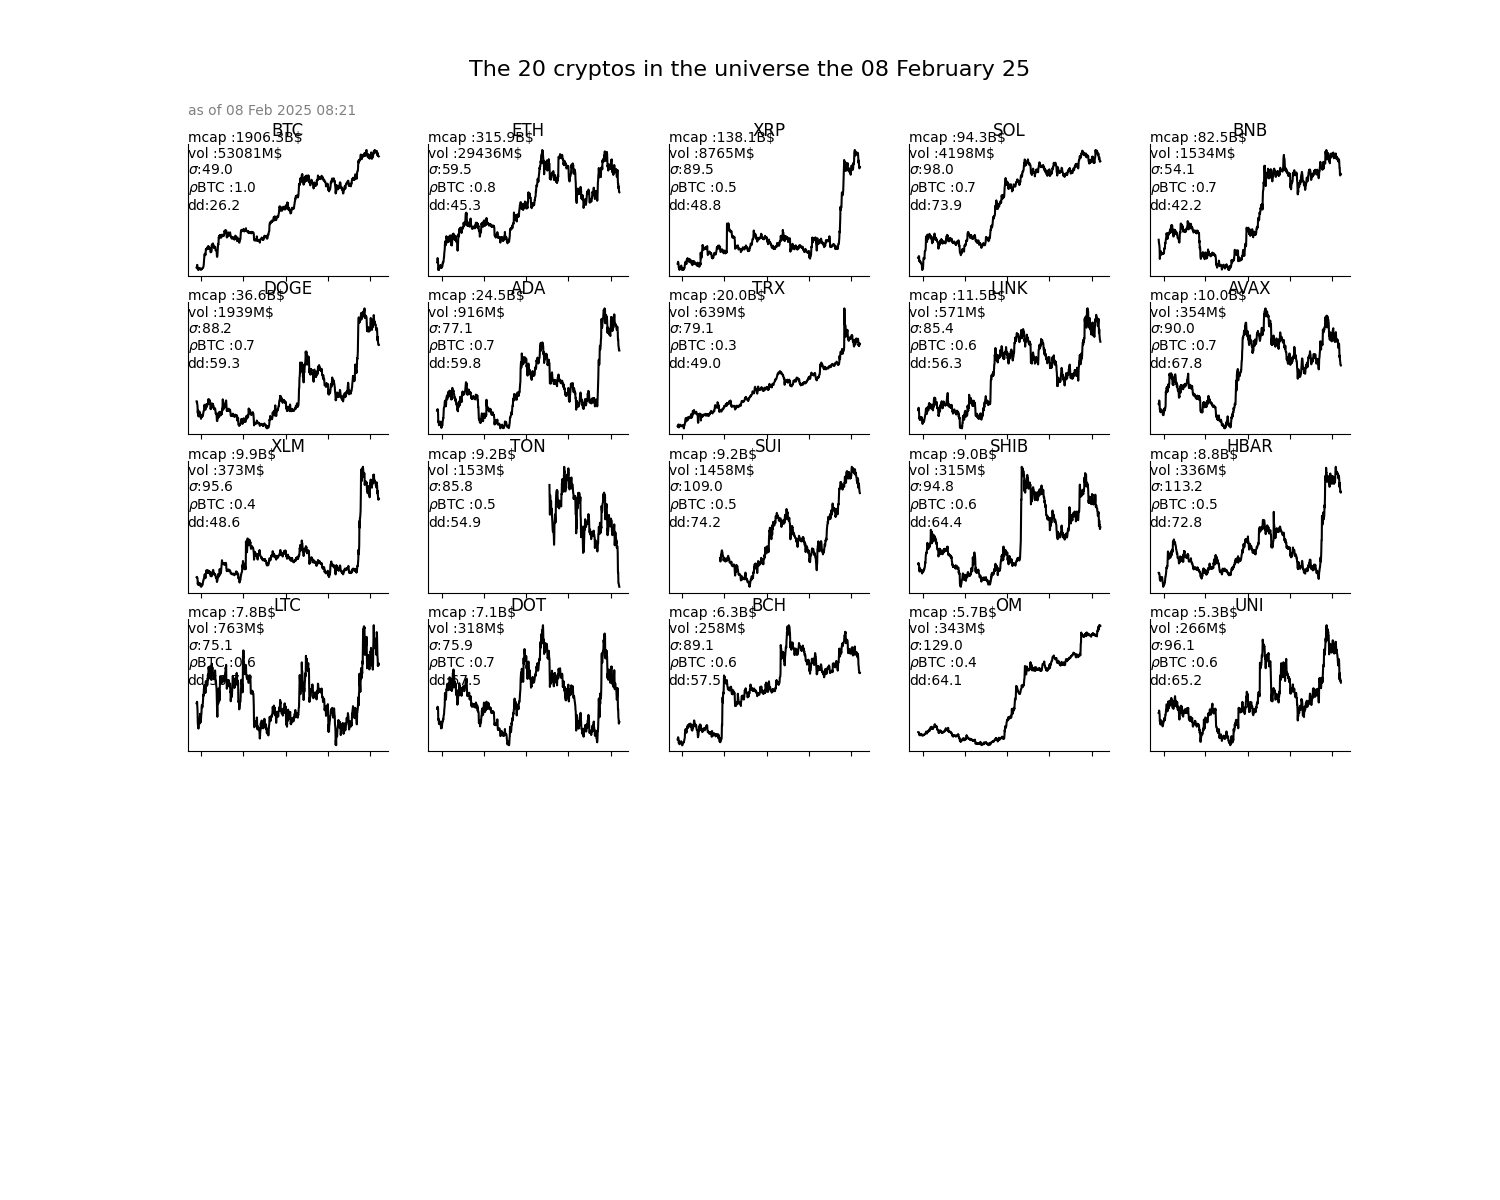 The 20 cryptos in the universe the 08 February 25
as of 08 Feb 2025 08:21
BTC
mcap :1906.3B$
vol :53081M$
σ:49.0
ρBTC :1.0
dd:26.2
ETH
mcap :315.9B$
vol :29436M$
σ:59.5
ρBTC :0.8
dd:45.3
XRP
mcap :138.1B$
vol :8765M$
σ:89.5
ρBTC :0.5
dd:48.8
SOL
mcap :94.3B$
vol :4198M$
σ:98.0
ρBTC :0.7
dd:73.9
BNB
mcap :82.5B$
vol :1534M$
σ:54.1
ρBTC :0.7
dd:42.2
DOGE
mcap :36.6B$
vol :1939M$
σ:88.2
ρBTC :0.7
dd:59.3
ADA
mcap :24.5B$
vol :916M$
σ:77.1
ρBTC :0.7
dd:59.8
TRX
mcap :20.0B$
vol :639M$
σ:79.1
ρBTC :0.3
dd:49.0
LINK
mcap :11.5B$
vol :571M$
σ:85.4
ρBTC :0.6
dd:56.3
AVAX
mcap :10.0B$
vol :354M$
σ:90.0
ρBTC :0.7
dd:67.8
XLM
mcap :9.9B$
vol :373M$
σ:95.6
ρBTC :0.4
dd:48.6
TON
mcap :9.2B$
vol :153M$
σ:85.8
ρBTC :0.5
dd:54.9
SUI
mcap :9.2B$
vol :1458M$
σ:109.0
ρBTC :0.5
dd:74.2
SHIB
mcap :9.0B$
vol :315M$
σ:94.8
ρBTC :0.6
dd:64.4
HBAR
mcap :8.8B$
vol :336M$
σ:113.2
ρBTC :0.5
dd:72.8
LTC
mcap :7.8B$
vol :763M$
σ:75.1
ρBTC :0.6
DOT
mcap :7.1B$
vol :318M$
σ:75.9
ρBTC :0.7
dd:57.5
BCH
mcap :6.3B$
vol :258M$
σ:89.1
ρBTC :0.6
dd:57.5
OM
mcap :5.7B$
vol :343M$
σ:129.0
ρBTC :0.4
dd:64.1
UNI
mcap :5.3B$
vol :266M$
σ:96.1
ρBTC :0.6
dd:65.2